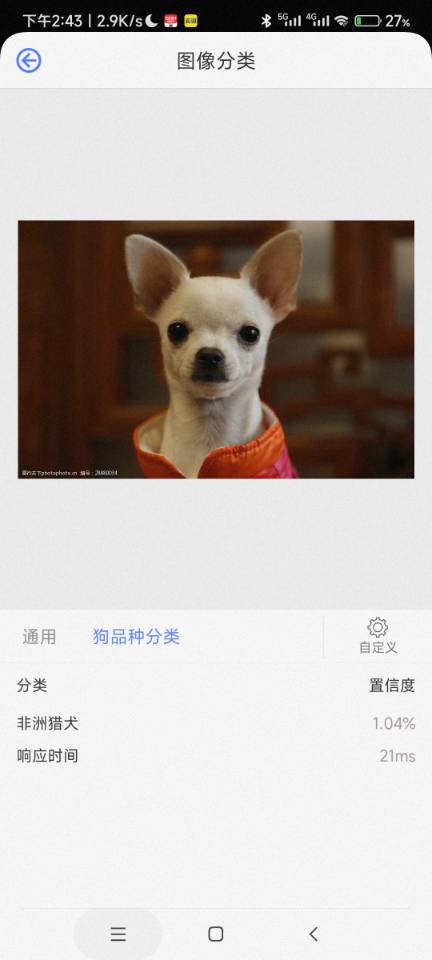 下午2:43 | 2.9K/s
5G 4G 27%
图像分类
通用 狗品种分类 自定义
分类 置信度
非洲猎犬 1.04%
响应时间 21ms